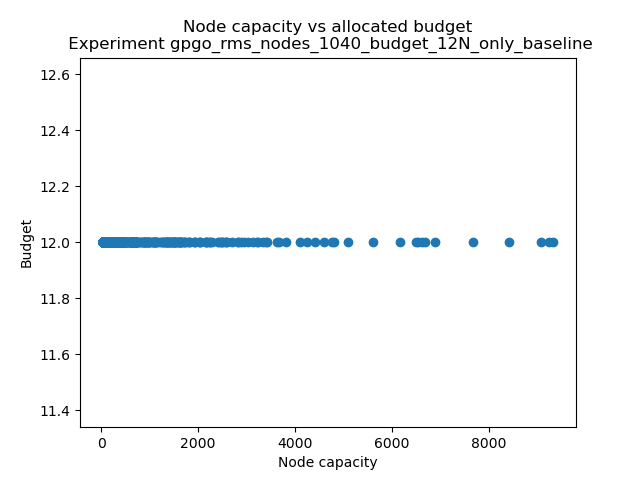 Node capacity vs allocated budget
Experiment gpgo_rms_nodes_1040_budget_12N_only_baseline
12.6
12.4
12.2
12.0
11.8
11.6
11.4
Budget
0 2000 4000 6000 8000
Node capacity